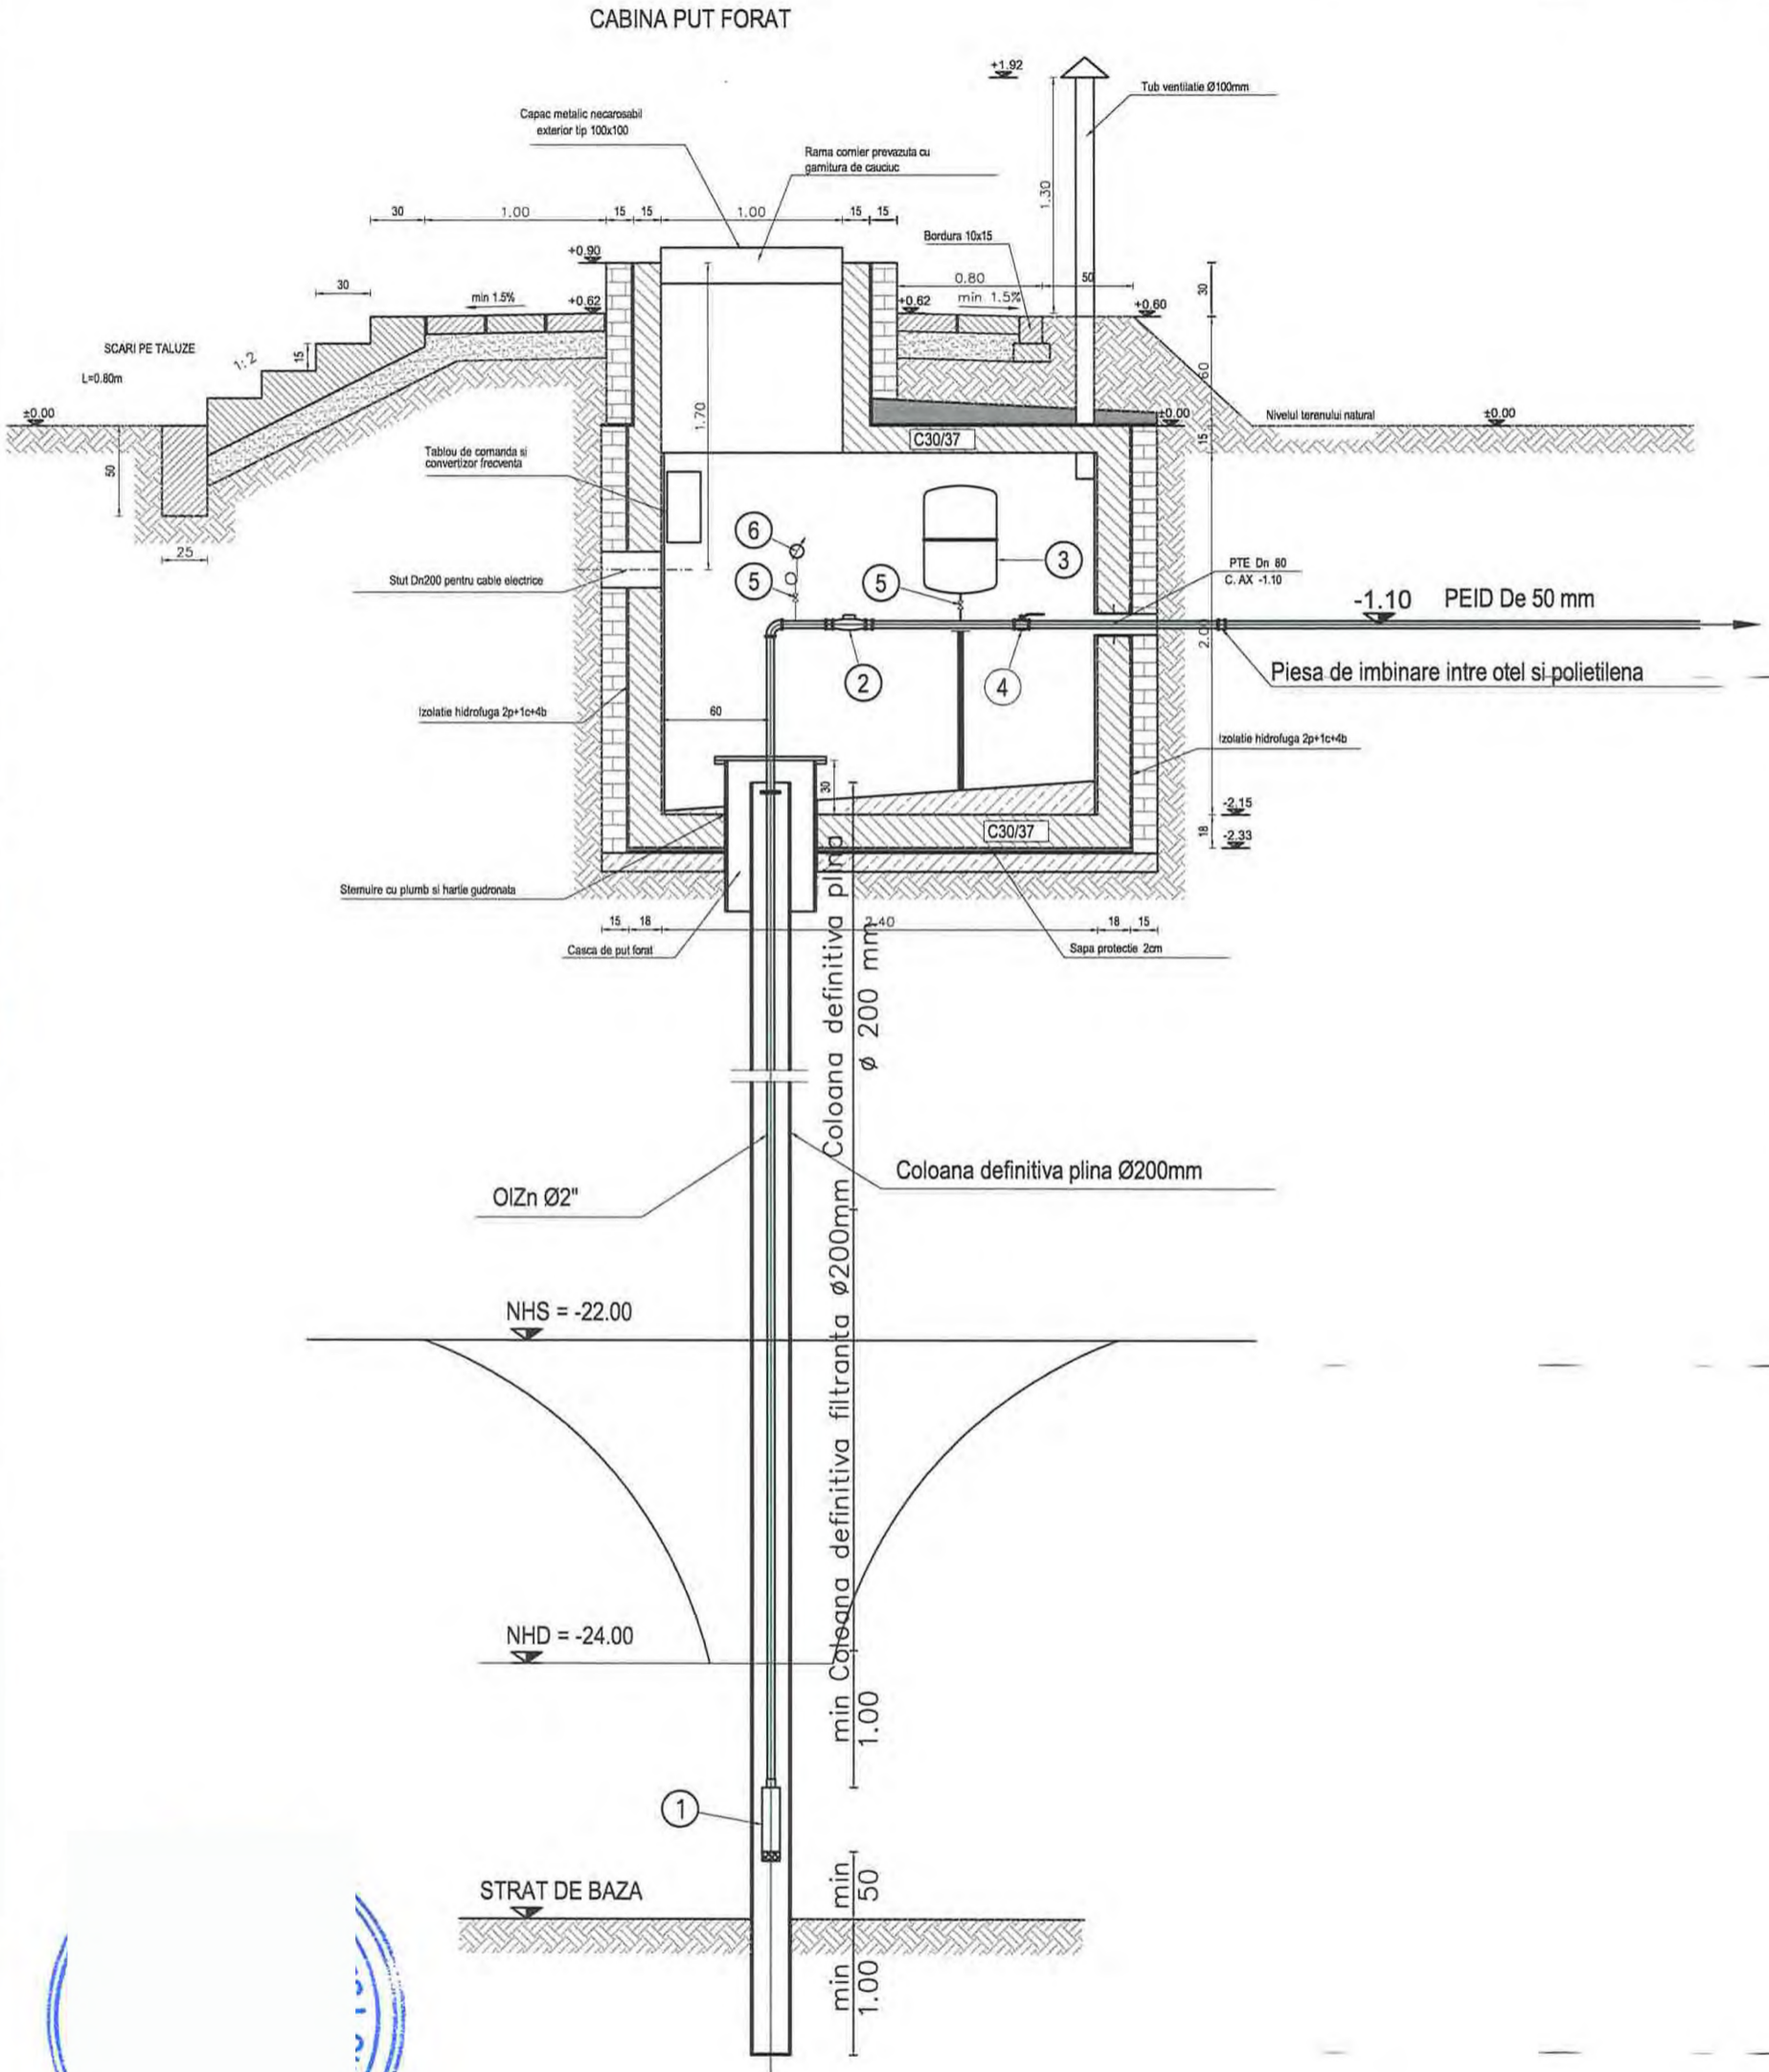 CABINA PUT FORAT
+1.92
Tub ventilatie Ø100mm
Capac metalic necarosabil
exterior tip 100x100
Rama cornier prevazuta cu
garnitura de cauciuc
1.30
30
1.00
15
15
1.00
15
15
Bordura 10x15
+0.90
0.80
50
30
30
min 1.5%
+0.62
+0.62
min 1.5%
+0.60
SCARI PE TALUZE
1:2
15
L=0.80m
60
±0.00
±0.00
Nivelul terenului natural
±0.00
1.70
C30/37
15
Tablou de comanda si
convertizor frecventa
50
6
3
25
Stut Dn200 pentru cable electrice
5
5
PTE Dn 80
C. AX -1.10
-1.10 PEID De 50 mm
2.00
2
4
Piesa de imbinare intre otel si polietilena
Izolatie hidrofuga 2p+1c+4b
60
Izolatie hidrofuga 2p+1c+4b
30
-2.15
C30/37
18
-2.33
Stemuire cu plumb si hartie gudronata
15
18
2.40
18
15
Casca de put forat
Sapa protectie 2cm
Coloana definitiva plina
ø 200 mm
Coloana definitiva plina Ø200mm
OlZn Ø2"
Coloana definitiva filtranta ø200mm
NHS = -22.00
NHD = -24.00
min
1.00
1
min
50
STRAT DE BAZA
min
1.00